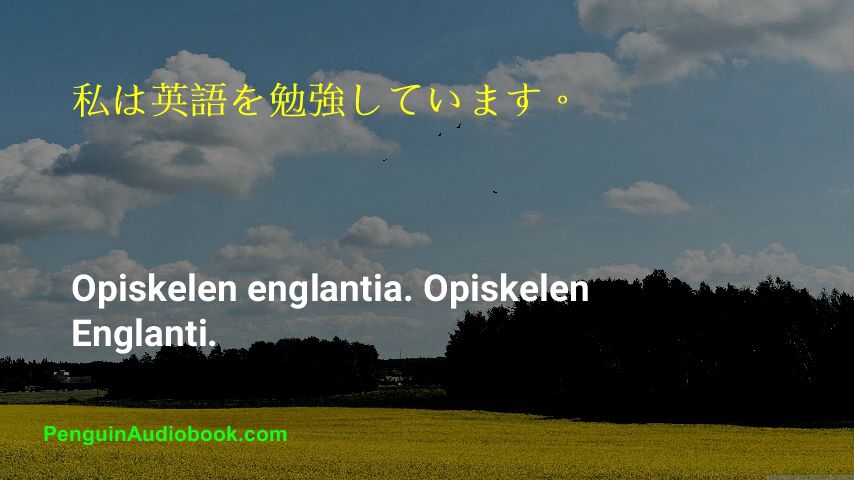 私は英語を勉強しています。
Opiskelen englantia. Opiskelen
Englanti.
PenguinAudiobook.com